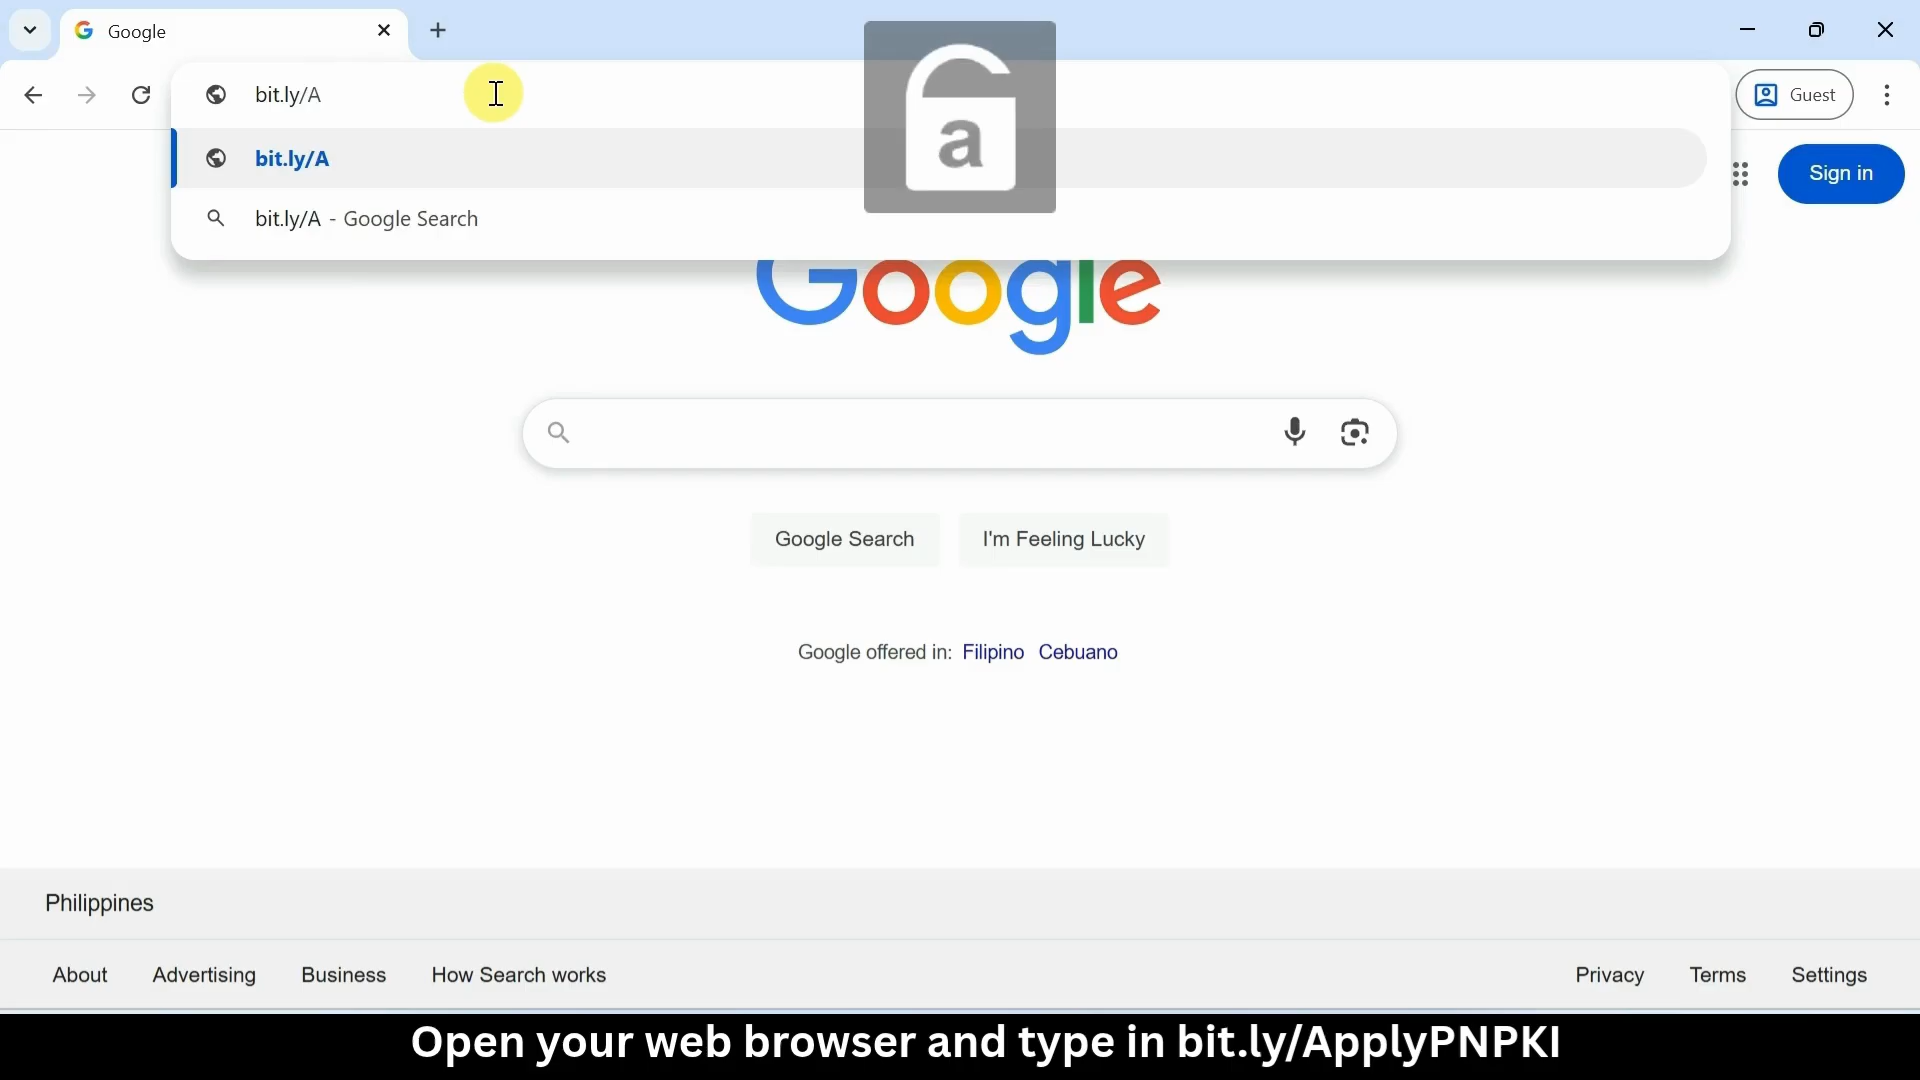 Google
bit.ly/A
Guest
bit.ly/A
Sign in
bit.ly/A - Google Search
a
Google
Google Search
I'm Feeling Lucky
Google offered in: Filipino Cebuano
Philippines
About Advertising Business How Search works Privacy Terms Settings
Open your web browser and type in bit.ly/ApplyPNPKI